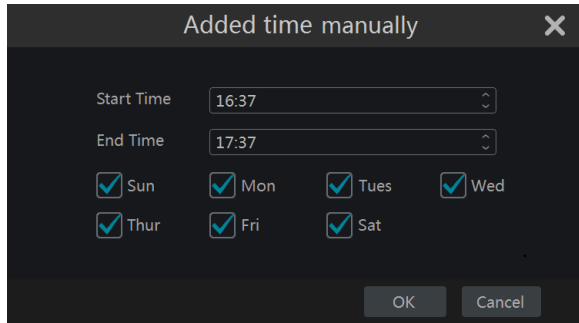 Added time manually
Start Time 16:37
End Time 17:37
Sun Mon Tues Wed
Thur Fri Sat
OK Cancel